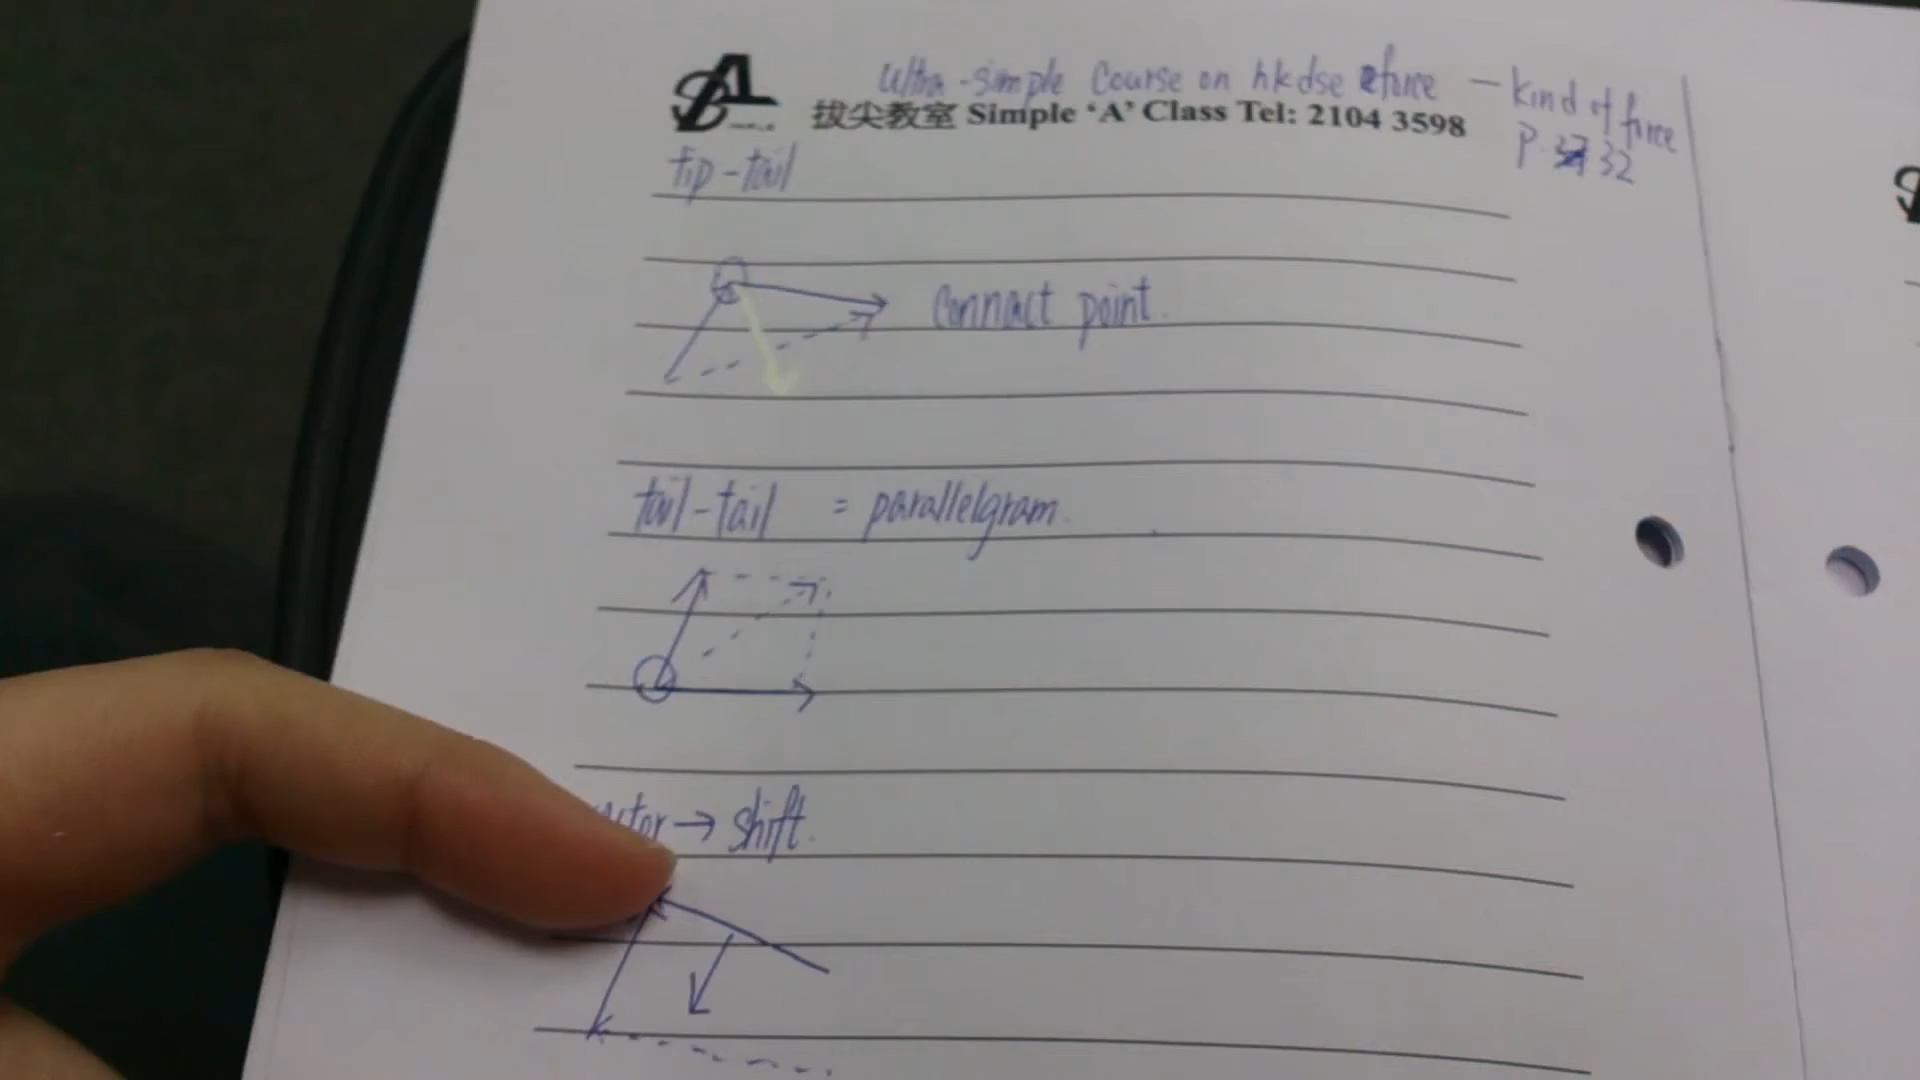 ultra-simple Course on hkdse force - kind of force
拔尖教室 Simple 'A' Class Tel: 2104 3598
P. 32
tip-tail
connact point.
tail-tail = parallelgram.
→ shift.